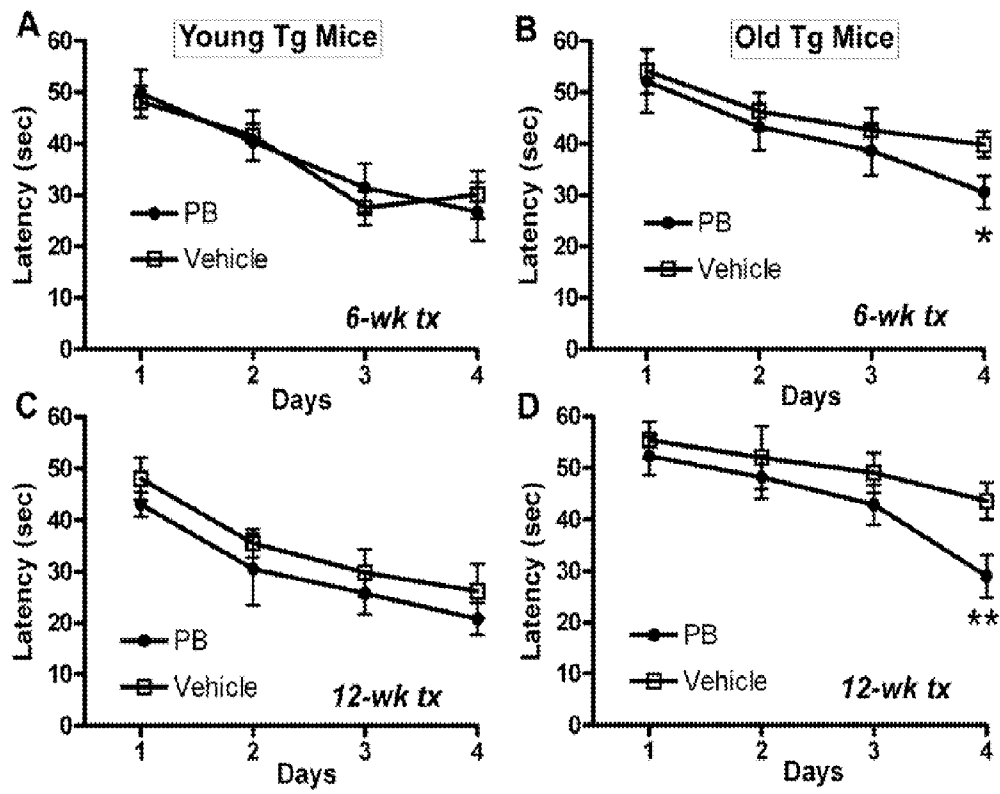 A
Young Tg Mice
60
50
40
30
20
10
0
Latency (sec)
PB
Vehicle
6-wk tx
1 2 3 4
Days
B
Old Tg Mice
60
50
40
30
20
10
0
Latency (sec)
PB
Vehicle
*
6-wk tx
1 2 3 4
Days
C
60
50
40
30
20
10
0
Latency (sec)
PB
Vehicle
12-wk tx
1 2 3 4
Days
D
60
50
40
30
20
10
0
Latency (sec)
PB
Vehicle
**
12-wk tx
1 2 3 4
Days